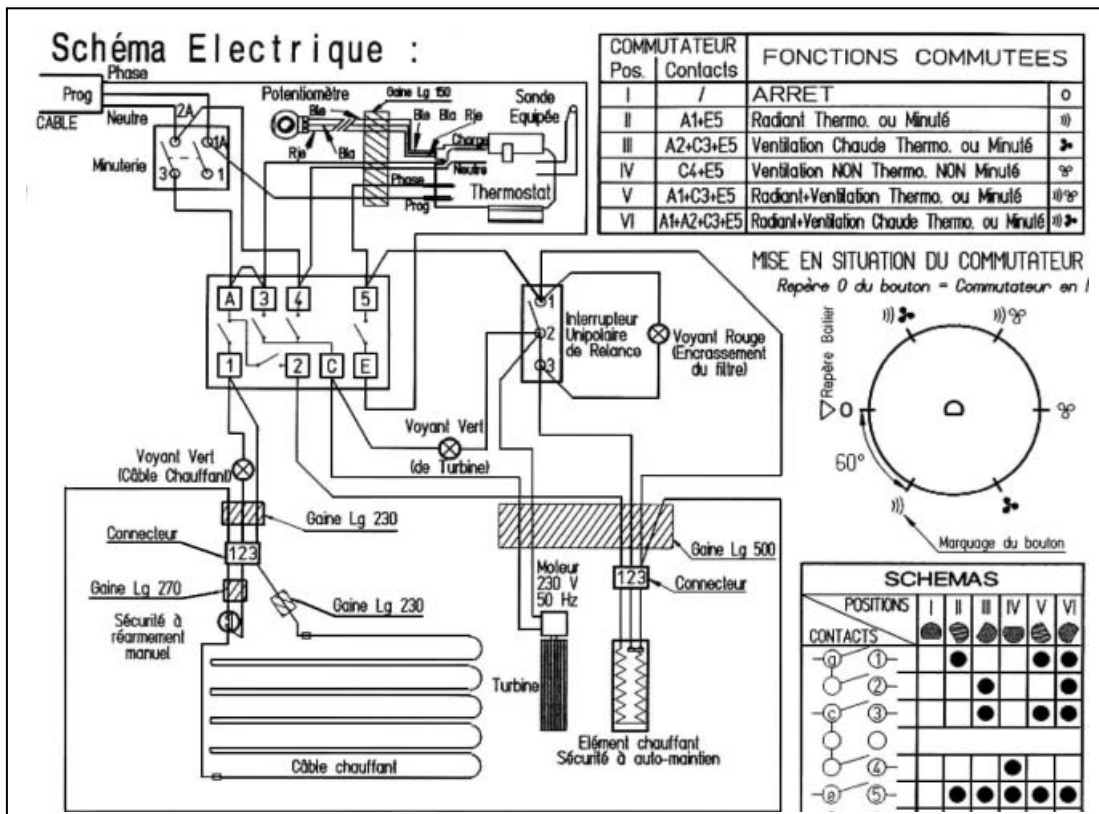 Schéma Electrique :
Phase
Prog
CABLE
Neutre
2A
1A
Minuterie
3
1
Potentiomètre
Gaine Lg 150
Ble
Rje
Bla
Ble Bla Rje
Sonde
Equipée
Charge
Neutre
Phase
Prog
Thermostat
COMMUTATEUR
FONCTIONS COMMUTEES
Pos. Contacts
I / ARRET O
II A1+E5 Radiant Thermo. ou Minuté
III A2+C3+E5 Ventilation Chaude Thermo. ou Minuté
IV C4+E5 Ventilation NON Thermo. NON Minuté
V A1+C3+E5 Radiant+Ventilation Thermo. ou Minuté
VI A1+A2+C3+E5 Radiant+Ventilation Chaude Thermo. ou Minuté
MISE EN SITUATION DU COMMUTATEUR
Repère 0 du bouton = Commutateur en
Repère Boitier
0
60°
Marquage du bouton
A 3 4 5
1 2 C E
1
2
3
Interrupteur
Unipolaire
de Relance
Voyant Rouge
(Encrassement
du filtre)
Voyant Vert
(de Turbine)
Voyant Vert
(Câble Chauffant)
Gaine Lg 230
Connecteur
123
Gaine Lg 270
Gaine Lg 230
Sécurité à
réarmement
manuel
Câble chauffant
Gaine Lg 500
Moteur
230 V
50 Hz
Turbine
123
Connecteur
Elément chauffant
Sécurité à auto-maintien
SCHEMAS
POSITIONS I II III IV V VI
CONTACTS
a 1
2
c 3
4
e 5